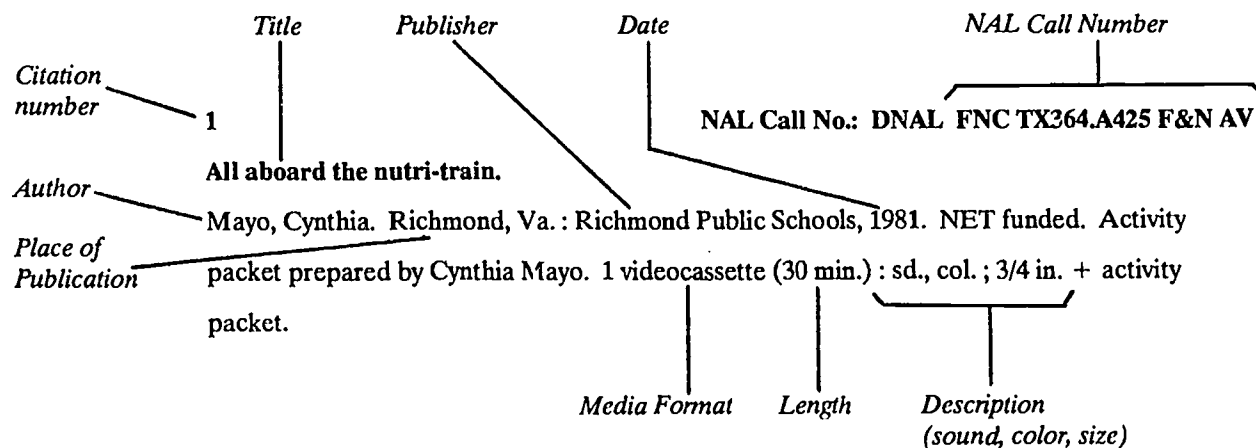 Title Publisher Date NAL Call Number
Citation
number
1 NAL Call No.: DNAL FNC TX364.A425 F&N AV
All aboard the nutri-train.
Author
Mayo, Cynthia. Richmond, Va. : Richmond Public Schools, 1981. NET funded. Activity
Place of
Publication
packet prepared by Cynthia Mayo. 1 videocassette (30 min.) : sd., col. ; 3/4 in. + activity
packet.
Media Format Length Description
(sound, color, size)